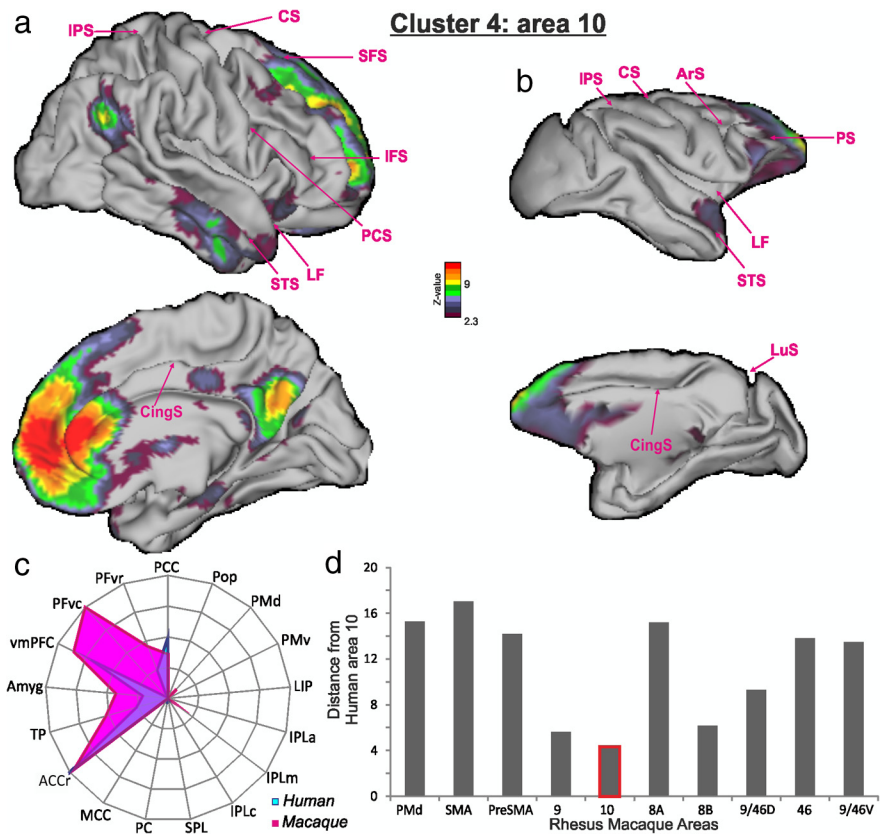 a
Cluster 4: area 10
b
IPS
CS
SFS
IFS
PCS
LF
STS
IPS
CS
ArS
PS
LF
STS
Z-value
9
2.3
CingS
LuS
CingS
c
PCC
Pop
PMd
PMv
LIP
IPLa
IPLm
IPLc
SPL
PC
MCC
ACCr
TP
Amyg
vmPFC
PFvc
PFvr
Human
Macaque
d
Distance from
Human area 10
20
16
12
8
4
0
PMd SMA PreSMA 9 10 8A 8B 9/46D 46 9/46V
Rhesus Macaque Areas